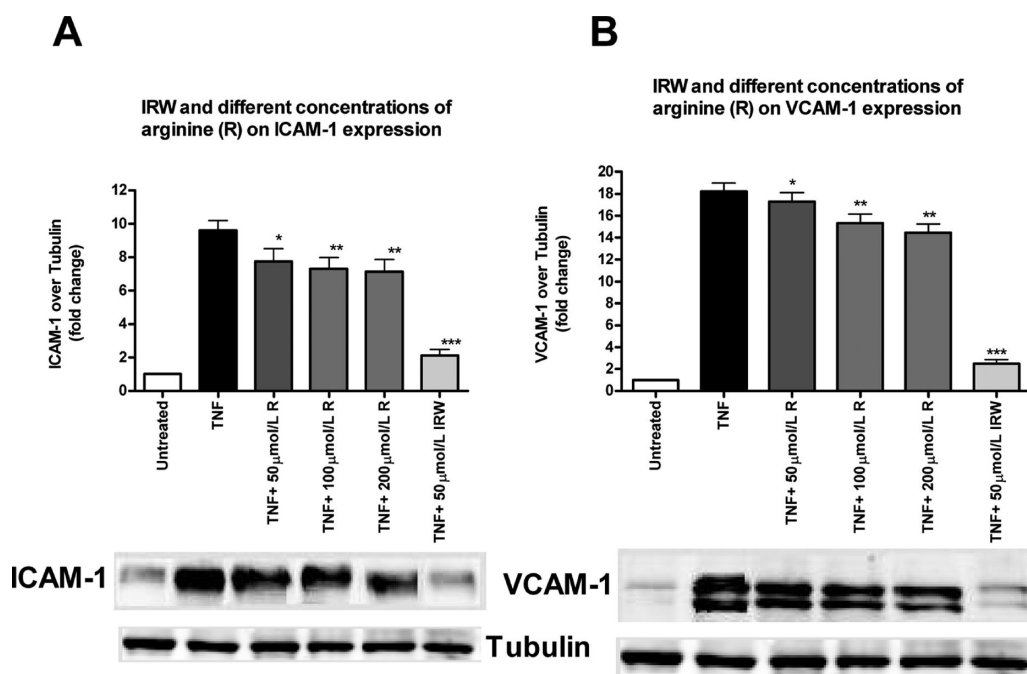 A
IRW and different concentrations of
arginine (R) on ICAM-1 expression
ICAM-1 over Tubulin
(fold change)
12
10
8
6
4
2
0
*
**
**
***
Untreated
TNF
TNF+ 50μmol/L R
TNF+ 100μmol/L R
TNF+ 200μmol/L R
TNF+ 50μmol/L IRW
ICAM-1
Tubulin
B
IRW and different concentrations of
arginine (R) on VCAM-1 expression
VCAM-1 over Tubulin
(fold change)
20
18
16
14
12
10
8
6
4
2
0
*
**
**
***
Untreated
TNF
TNF+ 50μmol/L R
TNF+ 100μmol/L R
TNF+ 200μmol/L R
TNF+ 50μmol/L IRW
VCAM-1